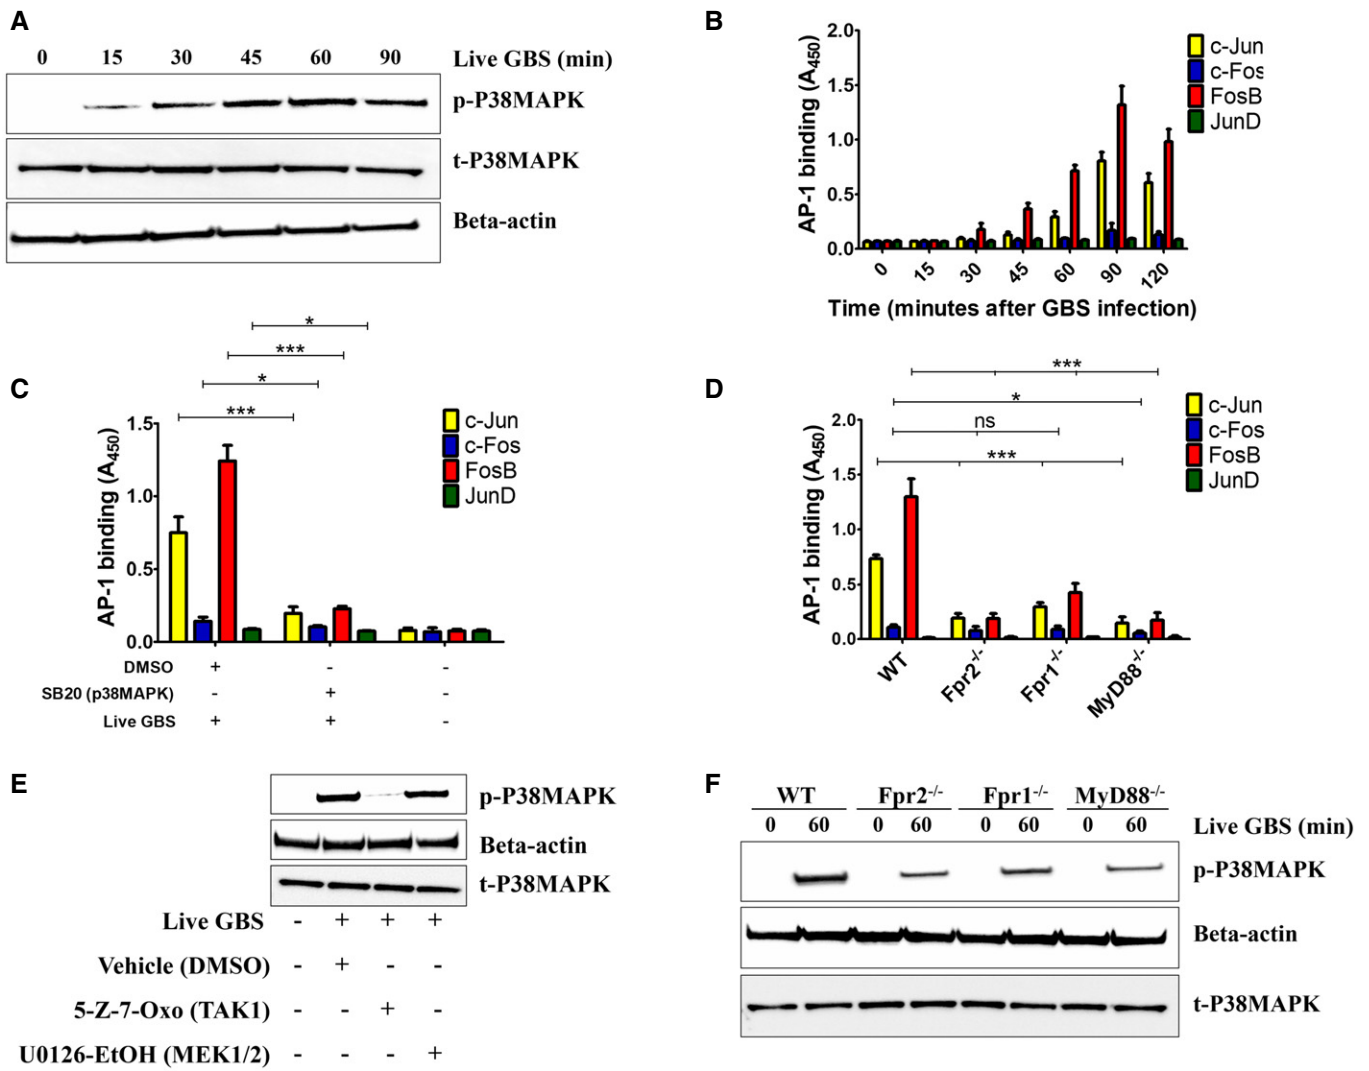 A
0 15 30 45 60 90 Live GBS (min)
p-P38MAPK
t-P38MAPK
Beta-actin
B
AP-1 binding (A450)
2.0
1.5
1.0
0.5
0.0
0 15 30 45 60 90 120
Time (minutes after GBS infection)
c-Jun
c-Fos
FosB
JunD
C
*
***
*
***
AP-1 binding (A450)
1.5
1.0
0.5
0.0
c-Jun
c-Fos
FosB
JunD
DMSO + - -
SB20 (p38MAPK) - + -
Live GBS + + -
D
***
*
ns
***
AP-1 binding (A450)
2.0
1.5
1.0
0.5
0.0
c-Jun
c-Fos
FosB
JunD
WT Fpr2-/- Fpr1-/- MyD88-/-
E
p-P38MAPK
Beta-actin
t-P38MAPK
Live GBS - + + +
Vehicle (DMSO) - + - -
5-Z-7-Oxo (TAK1) - - + -
U0126-EtOH (MEK1/2) - - - +
F
WT Fpr2-/- Fpr1-/- MyD88-/-
0 60 0 60 0 60 0 60 Live GBS (min)
p-P38MAPK
Beta-actin
t-P38MAPK